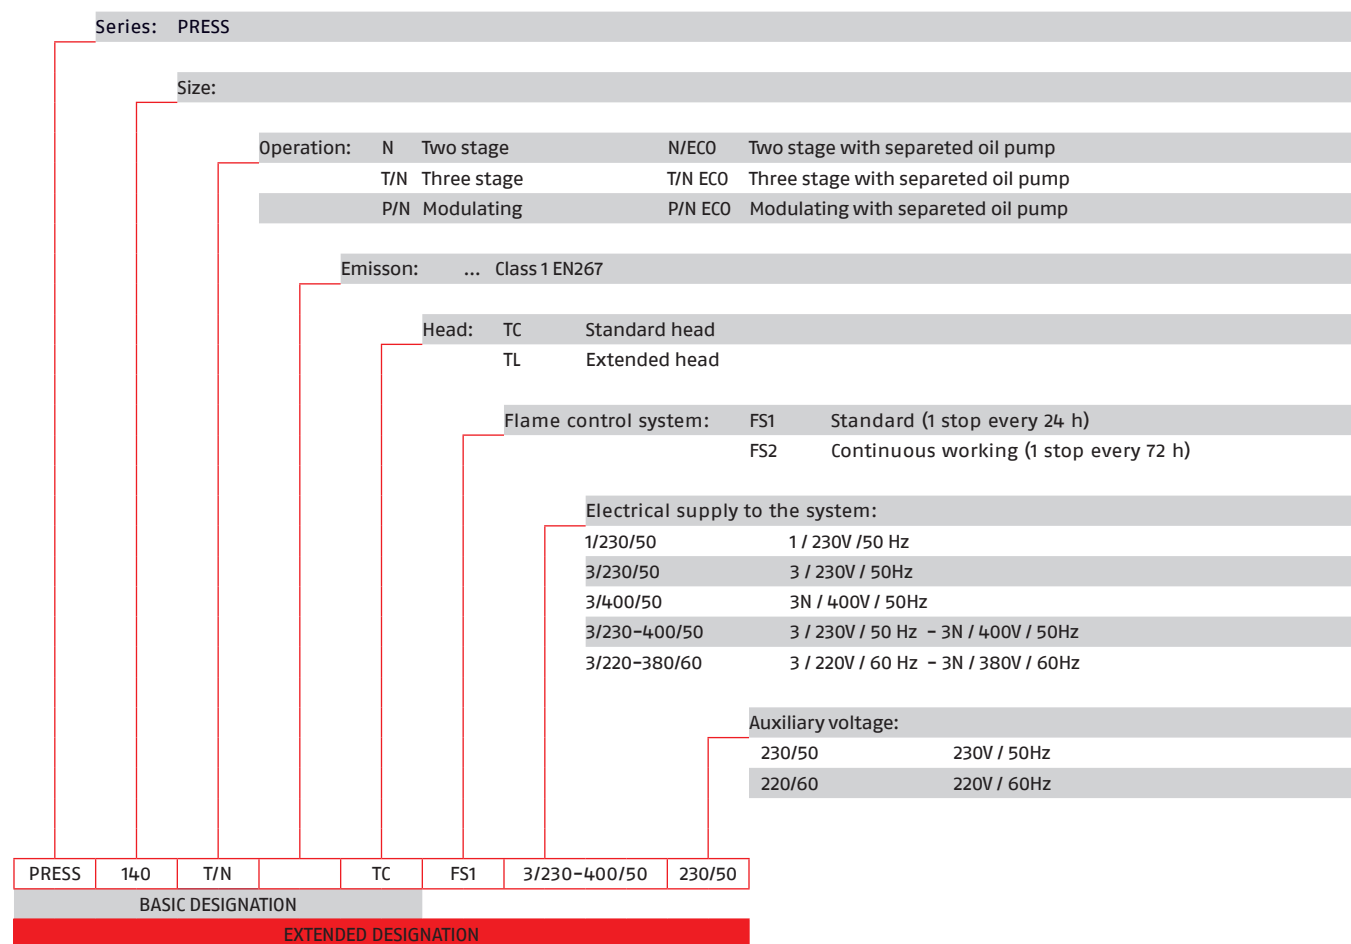 Series: PRESS
Size:
Operation: N Two stage N/ECO Two stage with separeted oil pump
T/N Three stage T/N ECO Three stage with separeted oil pump
P/N Modulating P/N ECO Modulating with separeted oil pump
Emisson: ... Class 1 EN267
Head: TC Standard head
TL Extended head
Flame control system: FS1 Standard (1 stop every 24 h)
FS2 Continuous working (1 stop every 72 h)
Electrical supply to the system:
1/230/50 1 / 230V /50 Hz
3/230/50 3 / 230V / 50Hz
3/400/50 3N / 400V / 50Hz
3/230-400/50 3 / 230V / 50 Hz - 3N / 400V / 50Hz
3/220-380/60 3 / 220V / 60 Hz - 3N / 380V / 60Hz
Auxiliary voltage:
230/50 230V / 50Hz
220/60 220V / 60Hz
PRESS 140 T/N TC FS1 3/230-400/50 230/50
BASIC DESIGNATION
EXTENDED DESIGNATION